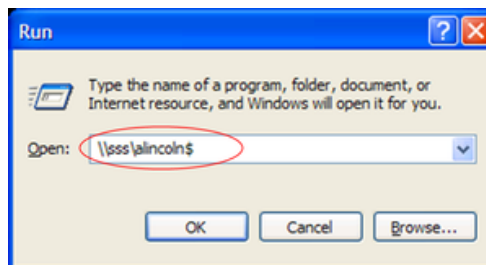 Run
Type the name of a program, folder, document, or
Internet resource, and Windows will open it for you.
Open: \\sss\alincoln$
OK Cancel Browse...